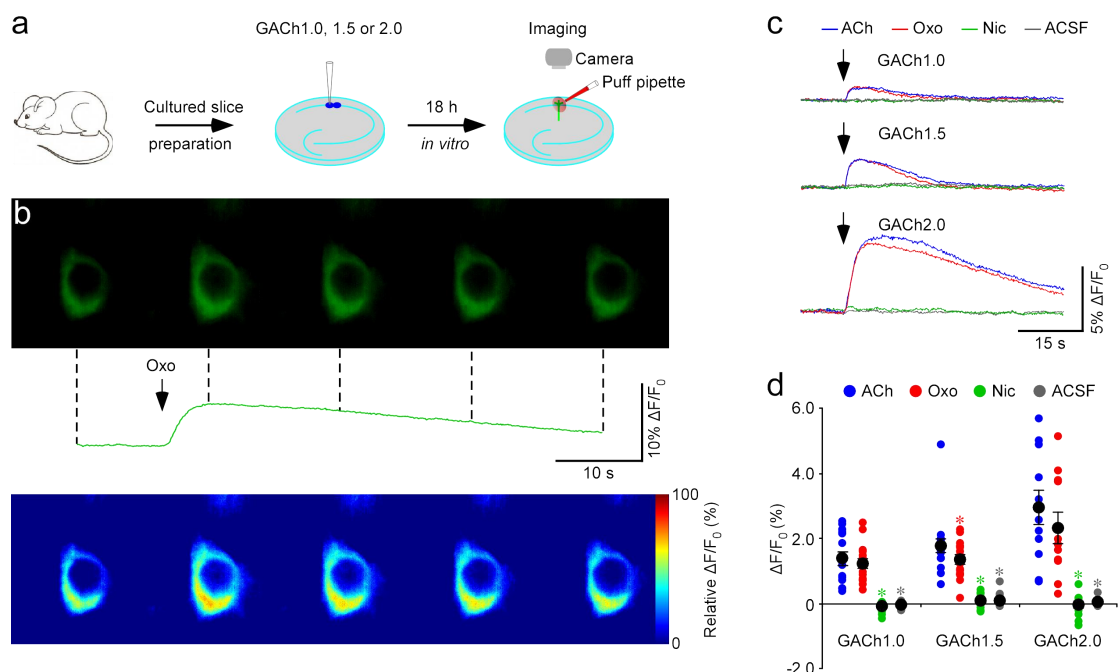 a
GACh1.0, 1.5 or 2.0
Imaging
Camera
Puff pipette
Cultured slice
preparation
18 h
in vitro
b
Oxo
10% ΔF/F0
10 s
100
0
Relative ΔF/F0 (%)
c
ACh Oxo Nic ACSF
GACh1.0
GACh1.5
GACh2.0
5% ΔF/F0
15 s
d
ACh Oxo Nic ACSF
6.0
4.0
2.0
0
-2.0
ΔF/F0 (%)
* *
* * *
* *
GACh1.0 GACh1.5 GACh2.0